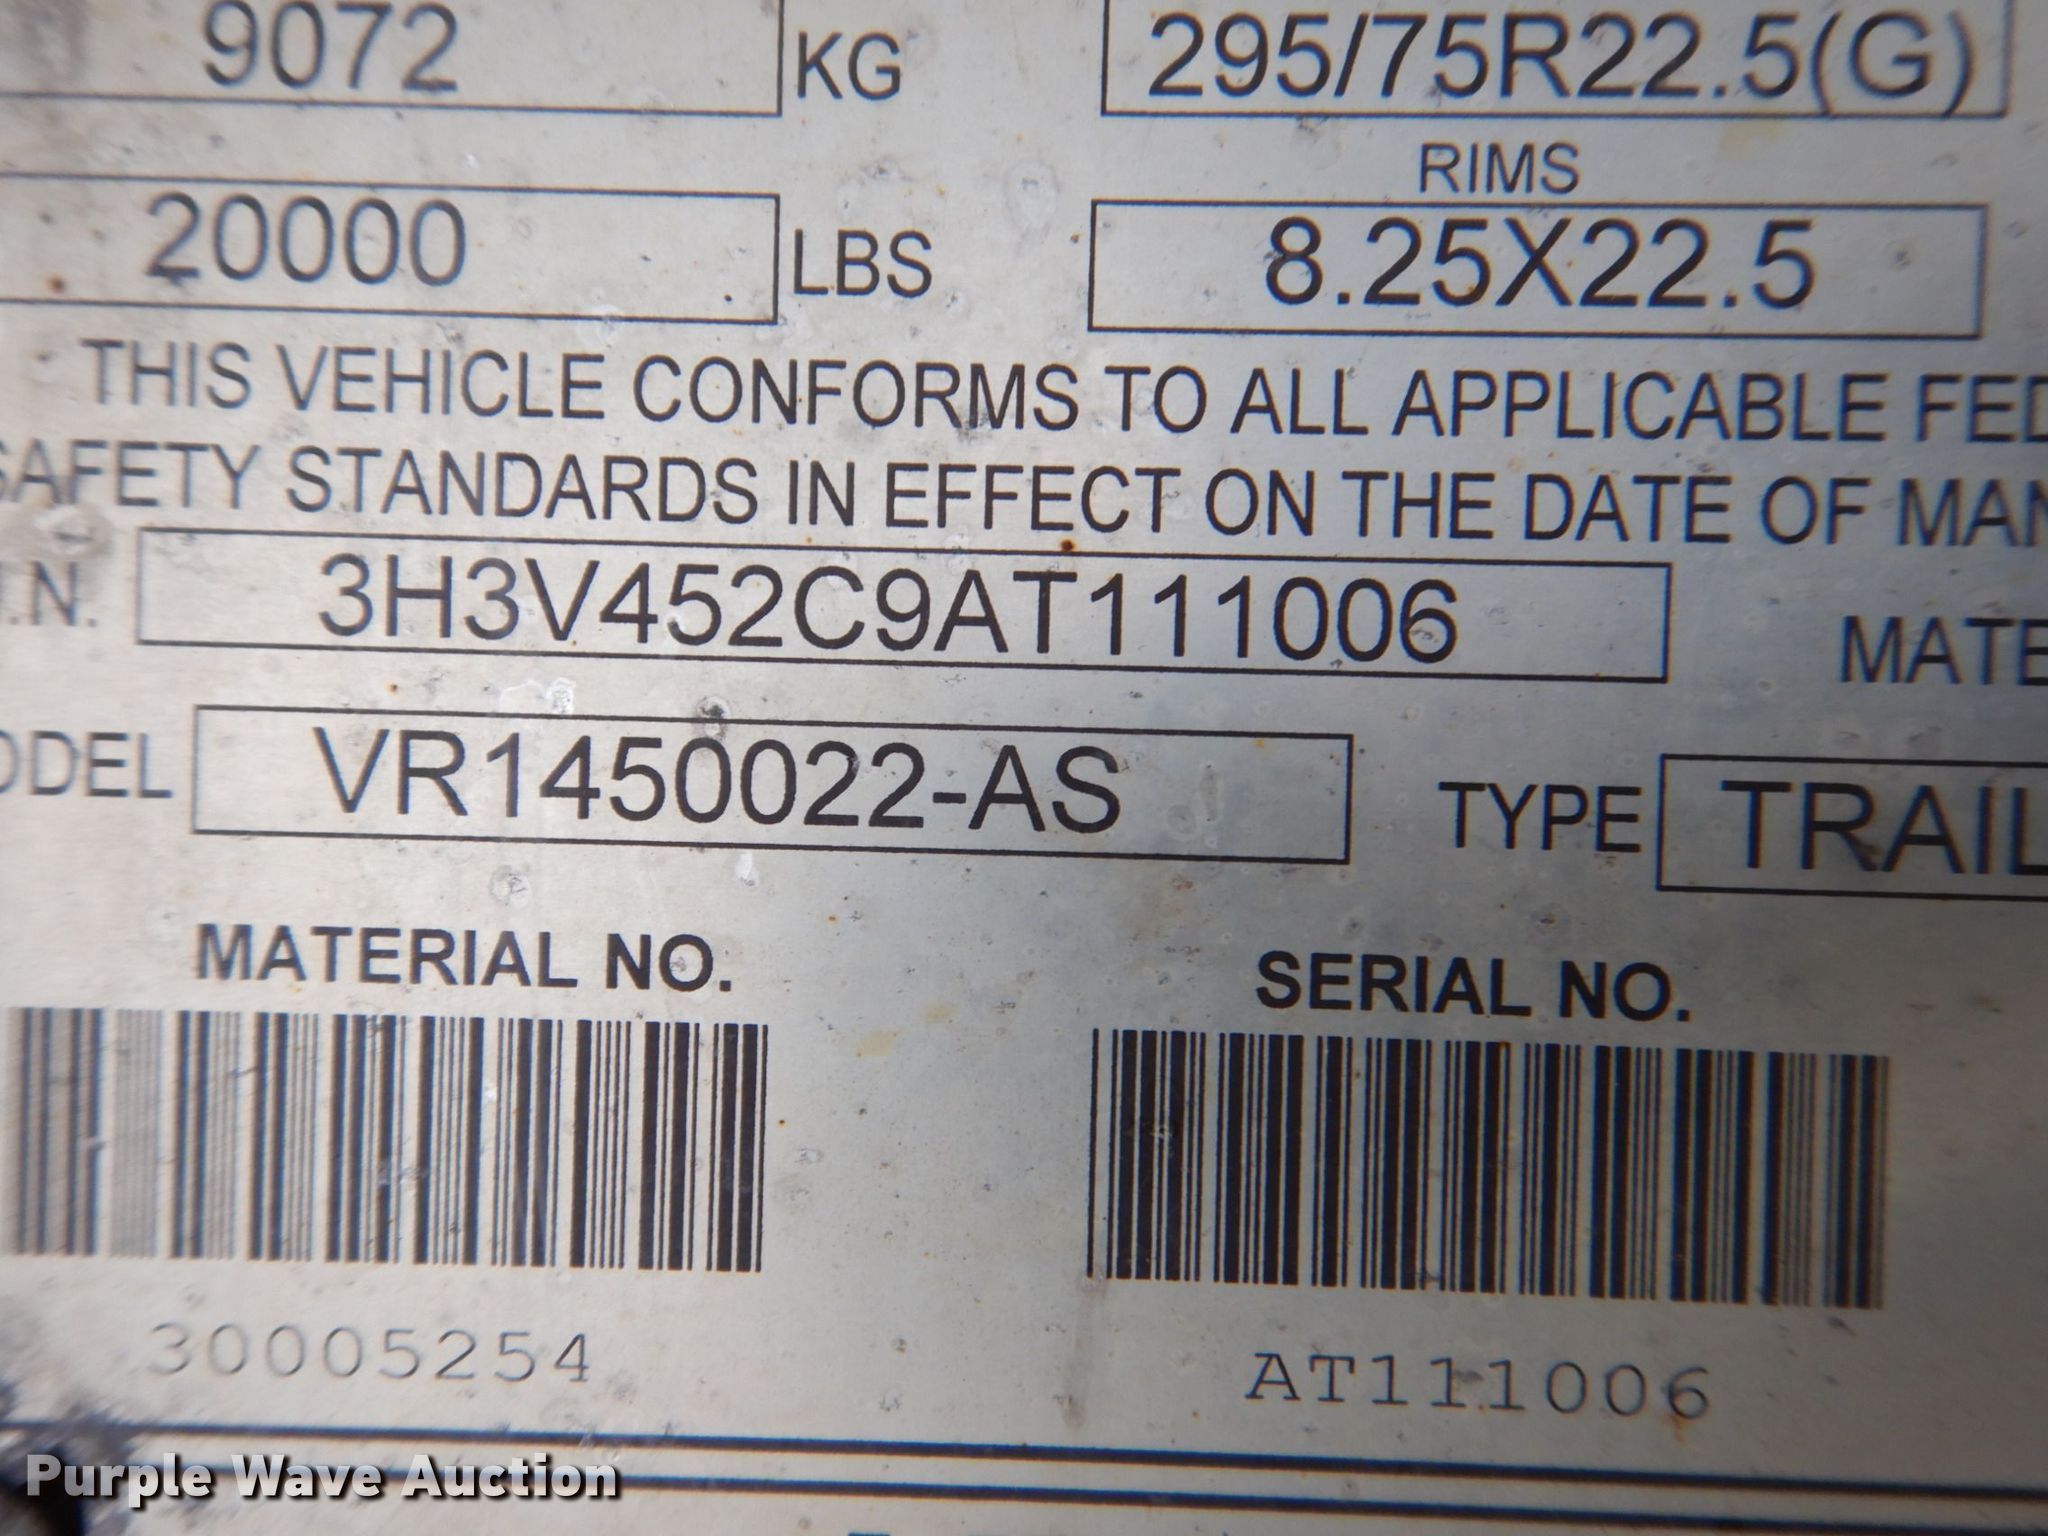 9072 KG 295/75R22.5(G)
RIMS
20000 LBS 8.25X22.5
THIS VEHICLE CONFORMS TO ALL APPLICABLE FED
SAFETY STANDARDS IN EFFECT ON THE DATE OF MAN
.I.N. 3H3V452C9AT111006 MATE
ODEL VR1450022-AS TYPE TRAIL
MATERIAL NO. SERIAL NO.
30005254 AT111006
Purple Wave Auction